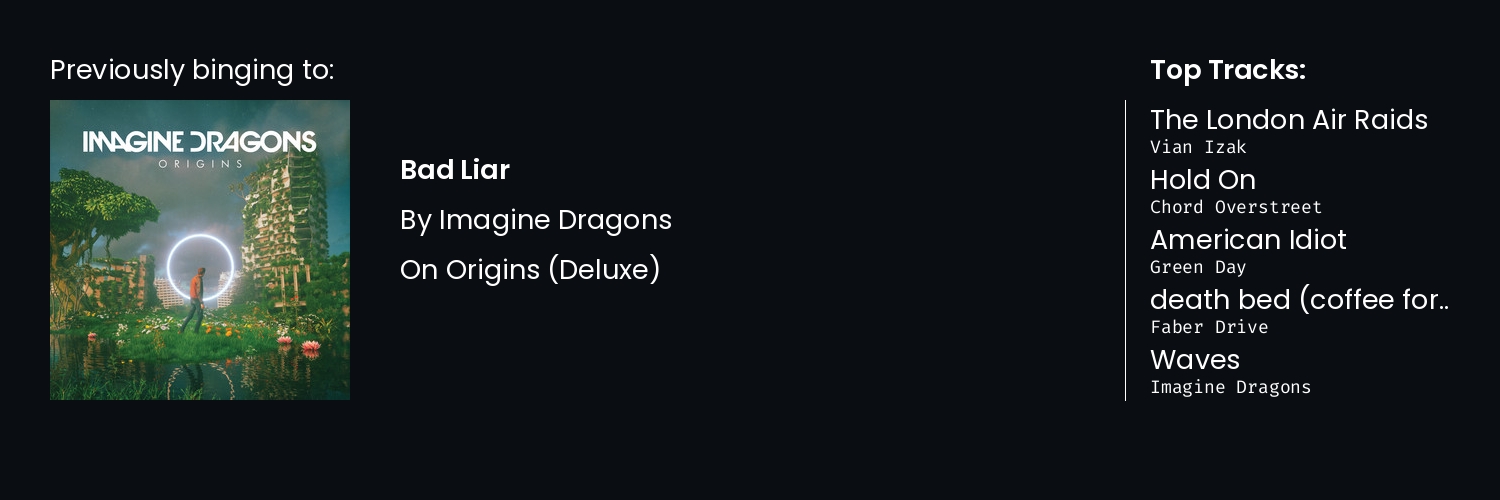 Previously binging to:
IMAGINE DRAGONS
ORIGINS
Bad Liar
By Imagine Dragons
On Origins (Deluxe)
Top Tracks:
The London Air Raids
Vian Izak
Hold On
Chord Overstreet
American Idiot
Green Day
death bed (coffee for..
Faber Drive
Waves
Imagine Dragons